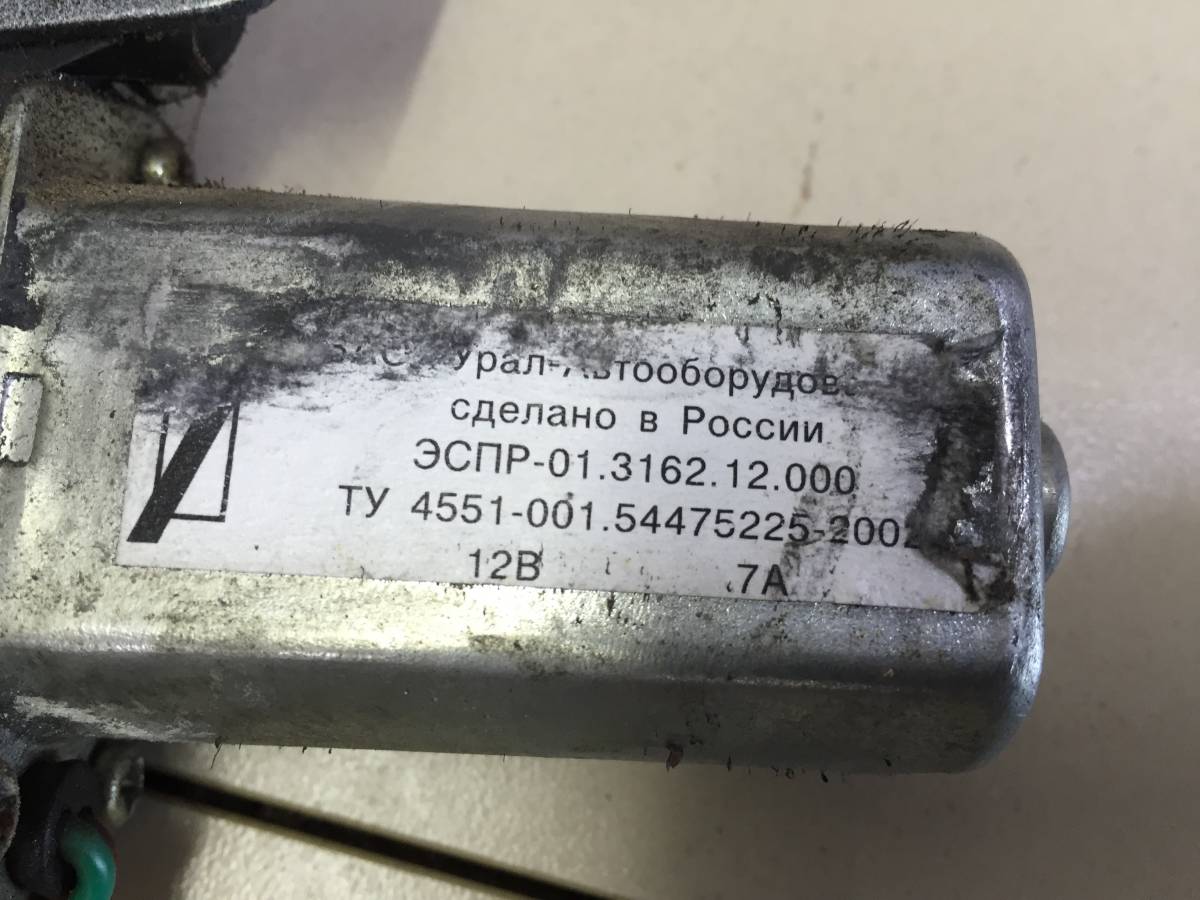 сделано в России
ЭСПР-01.3162.12.000
ТУ 4551-001.54475225-2002
12В 7А